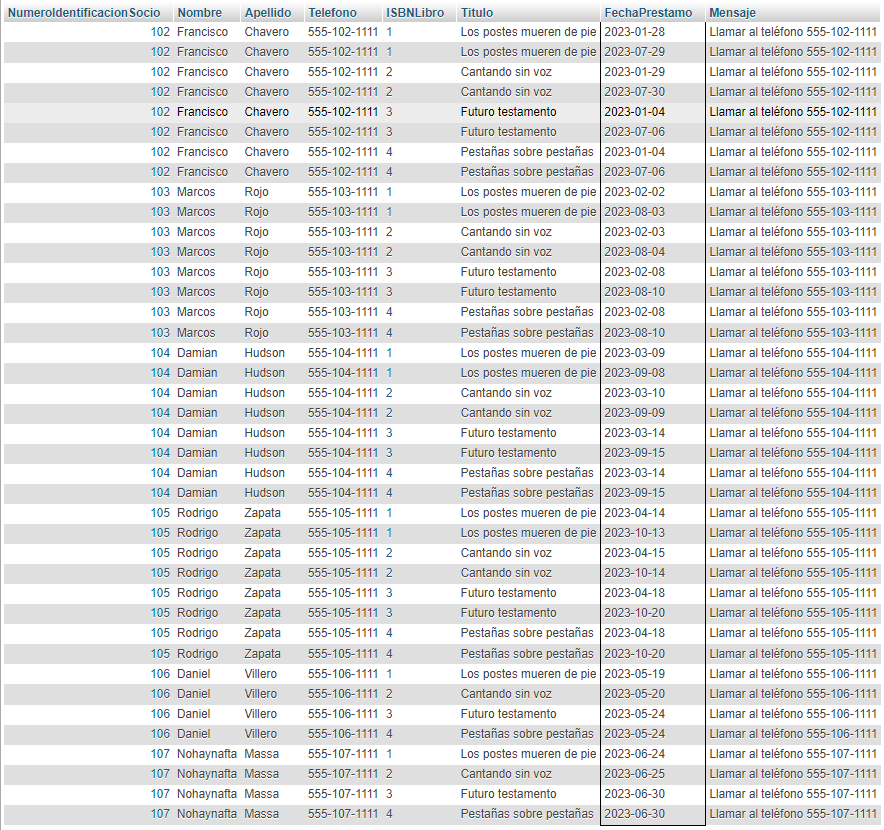 NumeroIdentificacionSocio Nombre Apellido Telefono ISBNLibro Titulo FechaPrestamo Mensaje
102 Francisco Chavero 555-102-1111 1 Los postes mueren de pie 2023-01-28 Llamar al teléfono 555-102-1111
102 Francisco Chavero 555-102-1111 1 Los postes mueren de pie 2023-07-29 Llamar al teléfono 555-102-1111
102 Francisco Chavero 555-102-1111 2 Cantando sin voz 2023-01-29 Llamar al teléfono 555-102-1111
102 Francisco Chavero 555-102-1111 2 Cantando sin voz 2023-07-30 Llamar al teléfono 555-102-1111
102 Francisco Chavero 555-102-1111 3 Futuro testamento 2023-01-04 Llamar al teléfono 555-102-1111
102 Francisco Chavero 555-102-1111 3 Futuro testamento 2023-07-06 Llamar al teléfono 555-102-1111
102 Francisco Chavero 555-102-1111 4 Pestañas sobre pestañas 2023-01-04 Llamar al teléfono 555-102-1111
102 Francisco Chavero 555-102-1111 4 Pestañas sobre pestañas 2023-07-06 Llamar al teléfono 555-102-1111
103 Marcos Rojo 555-103-1111 1 Los postes mueren de pie 2023-02-02 Llamar al teléfono 555-103-1111
103 Marcos Rojo 555-103-1111 1 Los postes mueren de pie 2023-08-03 Llamar al teléfono 555-103-1111
103 Marcos Rojo 555-103-1111 2 Cantando sin voz 2023-02-03 Llamar al teléfono 555-103-1111
103 Marcos Rojo 555-103-1111 2 Cantando sin voz 2023-08-04 Llamar al teléfono 555-103-1111
103 Marcos Rojo 555-103-1111 3 Futuro testamento 2023-02-08 Llamar al teléfono 555-103-1111
103 Marcos Rojo 555-103-1111 3 Futuro testamento 2023-08-10 Llamar al teléfono 555-103-1111
103 Marcos Rojo 555-103-1111 4 Pestañas sobre pestañas 2023-02-08 Llamar al teléfono 555-103-1111
103 Marcos Rojo 555-103-1111 4 Pestañas sobre pestañas 2023-08-10 Llamar al teléfono 555-103-1111
104 Damian Hudson 555-104-1111 1 Los postes mueren de pie 2023-03-09 Llamar al teléfono 555-104-1111
104 Damian Hudson 555-104-1111 1 Los postes mueren de pie 2023-09-08 Llamar al teléfono 555-104-1111
104 Damian Hudson 555-104-1111 2 Cantando sin voz 2023-03-10 Llamar al teléfono 555-104-1111
104 Damian Hudson 555-104-1111 2 Cantando sin voz 2023-09-09 Llamar al teléfono 555-104-1111
104 Damian Hudson 555-104-1111 3 Futuro testamento 2023-03-14 Llamar al teléfono 555-104-1111
104 Damian Hudson 555-104-1111 3 Futuro testamento 2023-09-15 Llamar al teléfono 555-104-1111
104 Damian Hudson 555-104-1111 4 Pestañas sobre pestañas 2023-03-14 Llamar al teléfono 555-104-1111
104 Damian Hudson 555-104-1111 4 Pestañas sobre pestañas 2023-09-15 Llamar al teléfono 555-104-1111
105 Rodrigo Zapata 555-105-1111 1 Los postes mueren de pie 2023-04-14 Llamar al teléfono 555-105-1111
105 Rodrigo Zapata 555-105-1111 1 Los postes mueren de pie 2023-10-13 Llamar al teléfono 555-105-1111
105 Rodrigo Zapata 555-105-1111 2 Cantando sin voz 2023-04-15 Llamar al teléfono 555-105-1111
105 Rodrigo Zapata 555-105-1111 2 Cantando sin voz 2023-10-14 Llamar al teléfono 555-105-1111
105 Rodrigo Zapata 555-105-1111 3 Futuro testamento 2023-04-18 Llamar al teléfono 555-105-1111
105 Rodrigo Zapata 555-105-1111 3 Futuro testamento 2023-10-20 Llamar al teléfono 555-105-1111
105 Rodrigo Zapata 555-105-1111 4 Pestañas sobre pestañas 2023-04-18 Llamar al teléfono 555-105-1111
105 Rodrigo Zapata 555-105-1111 4 Pestañas sobre pestañas 2023-10-20 Llamar al teléfono 555-105-1111
106 Daniel Villero 555-106-1111 1 Los postes mueren de pie 2023-05-19 Llamar al teléfono 555-106-1111
106 Daniel Villero 555-106-1111 2 Cantando sin voz 2023-05-20 Llamar al teléfono 555-106-1111
106 Daniel Villero 555-106-1111 3 Futuro testamento 2023-05-24 Llamar al teléfono 555-106-1111
106 Daniel Villero 555-106-1111 4 Pestañas sobre pestañas 2023-05-24 Llamar al teléfono 555-106-1111
107 Nohaynafta Massa 555-107-1111 1 Los postes mueren de pie 2023-06-24 Llamar al teléfono 555-107-1111
107 Nohaynafta Massa 555-107-1111 2 Cantando sin voz 2023-06-25 Llamar al teléfono 555-107-1111
107 Nohaynafta Massa 555-107-1111 3 Futuro testamento 2023-06-30 Llamar al teléfono 555-107-1111
107 Nohaynafta Massa 555-107-1111 4 Pestañas sobre pestañas 2023-06-30 Llamar al teléfono 555-107-1111